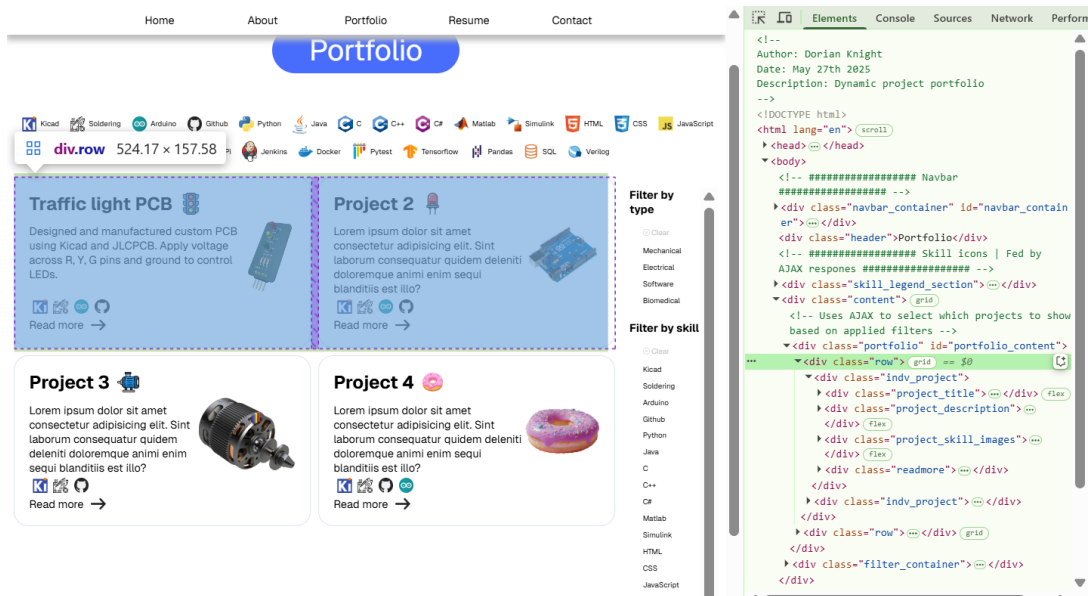 Home About Portfolio Resume Contact
Portfolio
Kicad Soldering Arduino Github Python Java C C++ C# Matlab Simulink HTML CSS JavaScript
div.row 524.17 × 157.58
Jenkins Docker Pytest Tensorflow Pandas SQL Verilog
Traffic light PCB
Designed and manufactured custom PCB
using Kicad and JLCPCB. Apply voltage
across R, Y, G pins and ground to control
LEDs.
Read more
Project 2
Lorem ipsum dolor sit amet
consectetur adipisicing elit. Sint
laborum consequatur quidem deleniti
doloremque animi enim sequi
blanditiis est illo?
Read more
Project 3
Lorem ipsum dolor sit amet
consectetur adipisicing elit. Sint
laborum consequatur quidem
deleniti doloremque animi enim
sequi blanditiis est illo?
Read more
Project 4
Lorem ipsum dolor sit amet
consectetur adipisicing elit. Sint
laborum consequatur quidem deleniti
doloremque animi enim sequi
blanditiis est illo?
Read more
Filter by
type
Clear
Mechanical
Electrical
Software
Biomedical
Filter by skill
Clear
Kicad
Soldering
Arduino
Github
Python
Java
C
C++
C#
Matlab
Simulink
HTML
CSS
JavaScript
Elements Console Sources Network Perform
<!--
Author: Dorian Knight
Date: May 27th 2025
Description: Dynamic project portfolio
-->
<!DOCTYPE html>
<html lang="en"> scroll
<head> ⋯ </head>
<body>
<!-- ################## Navbar
################## -->
<div class="navbar_container" id="navbar_contain
er"> ⋯ </div>
<div class="header">Portfolio</div>
<!-- ################## Skill icons | Fed by
AJAX respones ################## -->
<div class="skill_legend_section"> ⋯ </div>
<div class="content"> grid
<!-- Uses AJAX to select which projects to show
based on applied filters -->
<div class="portfolio" id="portfolio_content">
<div class="row"> grid == $0
<div class="indv_project">
<div class="project_title"> ⋯ </div> flex
<div class="project_description"> ⋯
</div> flex
<div class="project_skill_images"> ⋯
</div> flex
<div class="readmore"> ⋯ </div>
</div>
<div class="indv_project"> ⋯ </div>
</div>
<div class="row"> ⋯ </div> grid
</div>
<div class="filter_container"> ⋯ </div>
</div>